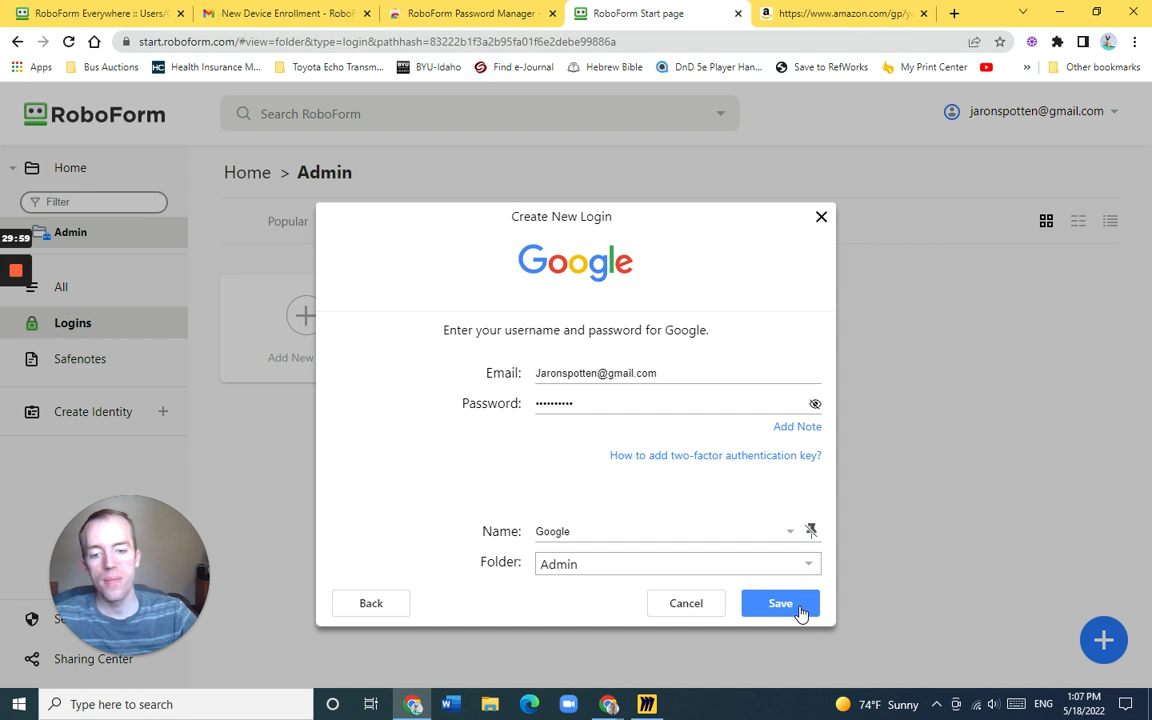 RoboForm Everywhere :: Users/
New Device Enrollment - RoboF
RoboForm Password Manager -
RoboForm Start page
https://www.amazon.com/gp/y
start.roboform.com/#view=folder&type=login&pathhash=83222b1f3a2b95fa01f6e2debe99886a
Apps
Bus Auctions
Health Insurance M...
Toyota Echo Transm...
BYU-Idaho
Find e-Journal
Hebrew Bible
DnD 5e Player Han...
Save to RefWorks
My Print Center
»
Other bookmarks
RoboForm
Search RoboForm
jaronspotten@gmail.com
Home
Home > Admin
Filter
Admin
Popular
29:59
All
Logins
Add New
Safenotes
Create Identity
Sharing Center
Create New Login
Google
Enter your username and password for Google.
Email: Jaronspotten@gmail.com
Password: ••••••••••
Add Note
How to add two-factor authentication key?
Name: Google
Folder: Admin
Back
Cancel
Save
Type here to search
74°F Sunny
ENG
1:07 PM
5/18/2022